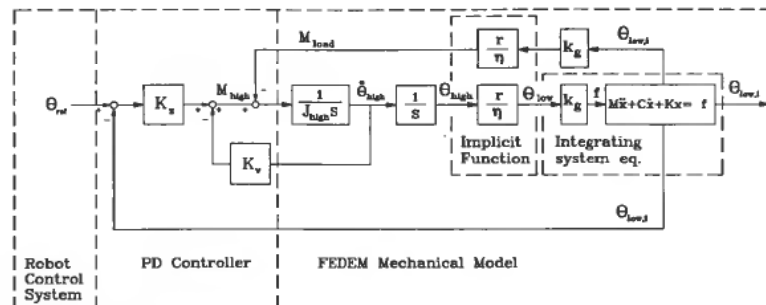 M_load
r/η
k_g
Θ_low,i
Θ_ref
K_s
M_high
1/(J_high S)
Θ̇_high
1/S
Θ_high
r/η
Θ_low
k_g
f
Mẍ+Cẋ+Kx= f
Θ_low,i
K_v
Implicit
Function
Integrating
system eq.
Θ_low,i
Robot
Control
System
PD Controller
FEDEM Mechanical Model